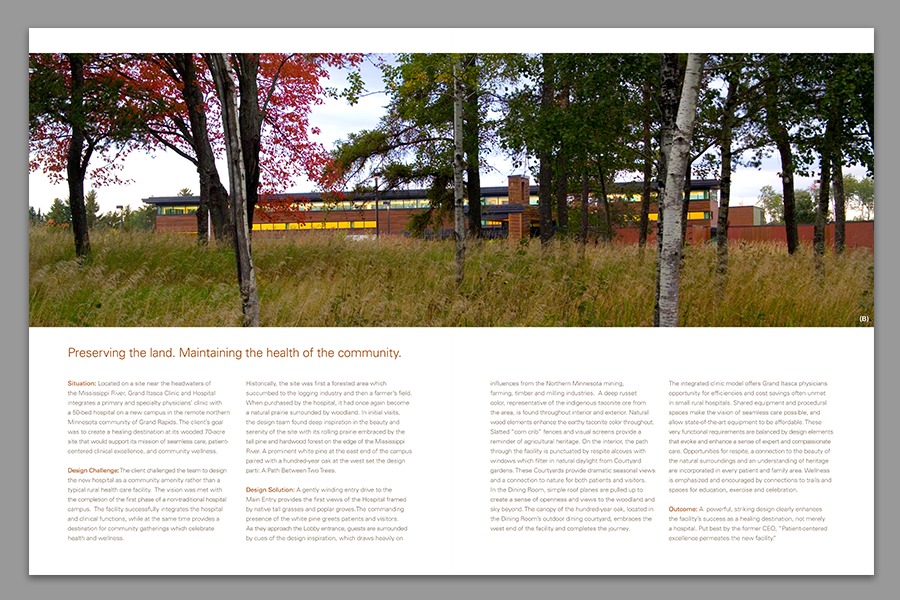 (B)
Preserving the land. Maintaining the health of the community.
Situation: Located on a site near the headwaters of
the Mississippi River, Grand Itasca Clinic and Hospital
integrates a primary and specialty physicians' clinic with
a 50-bed hospital on a new campus in the remote northern
Minnesota community of Grand Rapids. The client's goal
was to create a healing destination at its wooded 70-acre
site that would support its mission of seamless care, patient-
centered clinical excellence, and community wellness.
Design Challenge: The client challenged the team to design
the new hospital as a community amenity rather than a
typical rural health care facility. The vision was met with
the completion of the first phase of a non-traditional hospital
campus. The facility successfully integrates the hospital
and clinical functions, while at the same time provides a
destination for community gatherings which celebrate
health and wellness.
Historically, the site was first a forested area which
succumbed to the logging industry and then a farmer's field.
When purchased by the hospital, it had once again become
a natural prairie surrounded by woodland. In initial visits,
the design team found deep inspiration in the beauty and
serenity of the site with its rolling prairie embraced by the
tall pine and hardwood forest on the edge of the Mississippi
River. A prominent white pine at the east end of the campus
paired with a hundred-year oak at the west set the design
parti: A Path Between Two Trees.
Design Solution: A gently winding entry drive to the
Main Entry provides the first views of the Hospital framed
by native tall grasses and poplar groves. The commanding
presence of the white pine greets patients and visitors.
As they approach the Lobby entrance, guests are surrounded
by cues of the design inspiration, which draws heavily on
influences from the Northern Minnesota mining,
farming, timber and milling industries. A deep russet
color, representative of the indigenous taconite ore from
the area, is found throughout interior and exterior. Natural
wood elements enhance the earthy taconite color throughout.
Slatted "corn crib" fences and visual screens provide a
reminder of agricultural heritage. On the interior, the path
through the facility is punctuated by respite alcoves with
windows which filter in natural daylight from Courtyard
gardens. These Courtyards provide dramatic seasonal views
and a connection to nature for both patients and visitors.
In the Dining Room, simple roof planes are pulled up to
create a sense of openness and views to the woodland and
sky beyond. The canopy of the hundred-year oak, located in
the Dining Room's outdoor dining courtyard, embraces the
west end of the facility and completes the journey.
The integrated clinic model offers Grand Itasca physicians
opportunity for efficiencies and cost savings often unmet
in small rural hospitals. Shared equipment and procedural
spaces make the vision of seamless care possible, and
allow state-of-the-art equipment to be affordable. These
very functional requirements are balanced by design elements
that evoke and enhance a sense of expert and compassionate
care. Opportunities for respite, a connection to the beauty of
the natural surroundings and an understanding of heritage
are incorporated in every patient and family area. Wellness
is emphasized and encouraged by connections to trails and
spaces for education, exercise and celebration.
Outcome: A powerful, striking design clearly enhances
the facility's success as a healing destination, not merely
a hospital. Put best by the former CEO, "Patient-centered
excellence permeates the new facility."